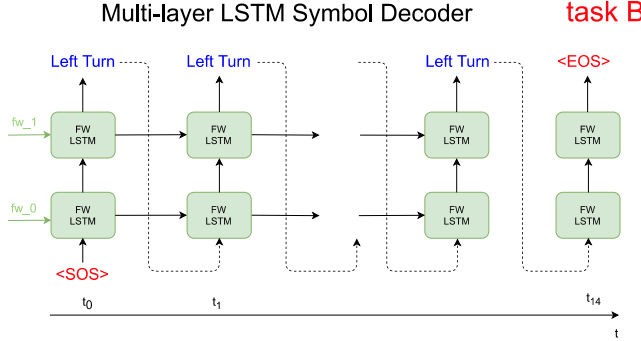 Multi-layer LSTM Symbol Decoder
task B
Left Turn
Left Turn
Left Turn
<EOS>
fw_1
FW
LSTM
FW
LSTM
FW
LSTM
FW
LSTM
fw_0
FW
LSTM
FW
LSTM
FW
LSTM
FW
LSTM
<SOS>
t0
t1
t14
t